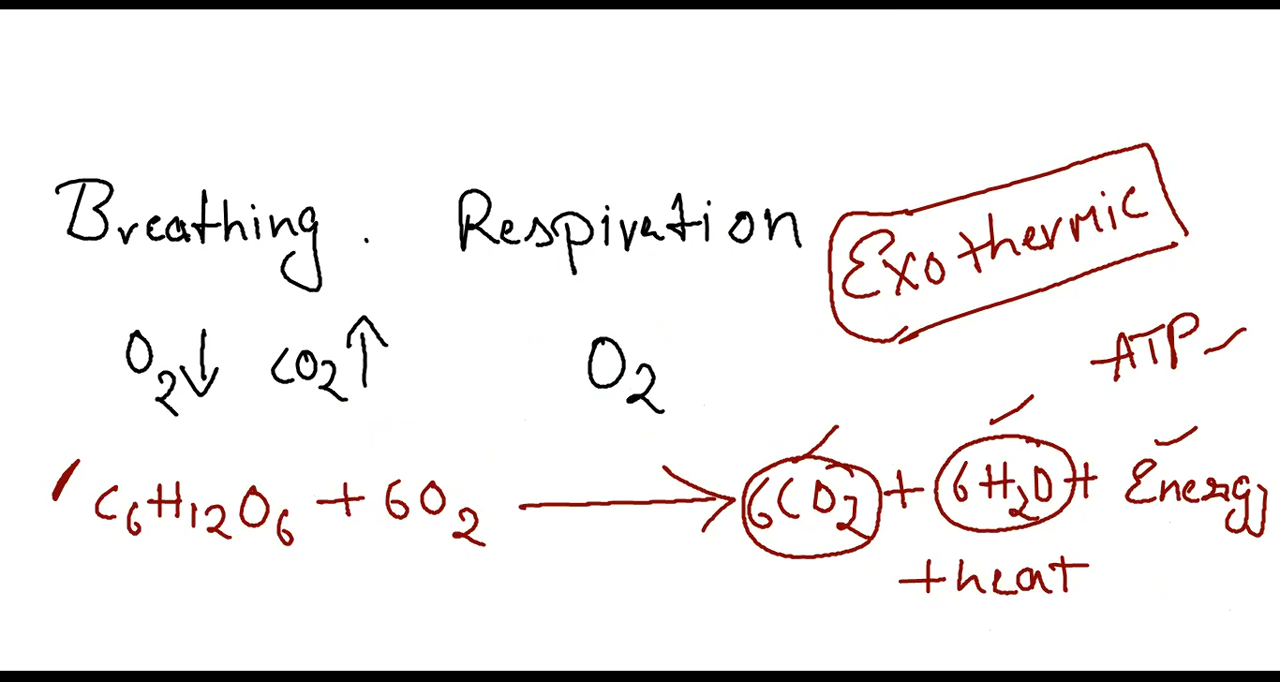 Breathing. Respiration Exothermic
O₂↓ CO₂↑ O₂ ATP
C₆H₁₂O₆ + 6O₂ → 6CO₂ + 6H₂O + Energy
+ heat